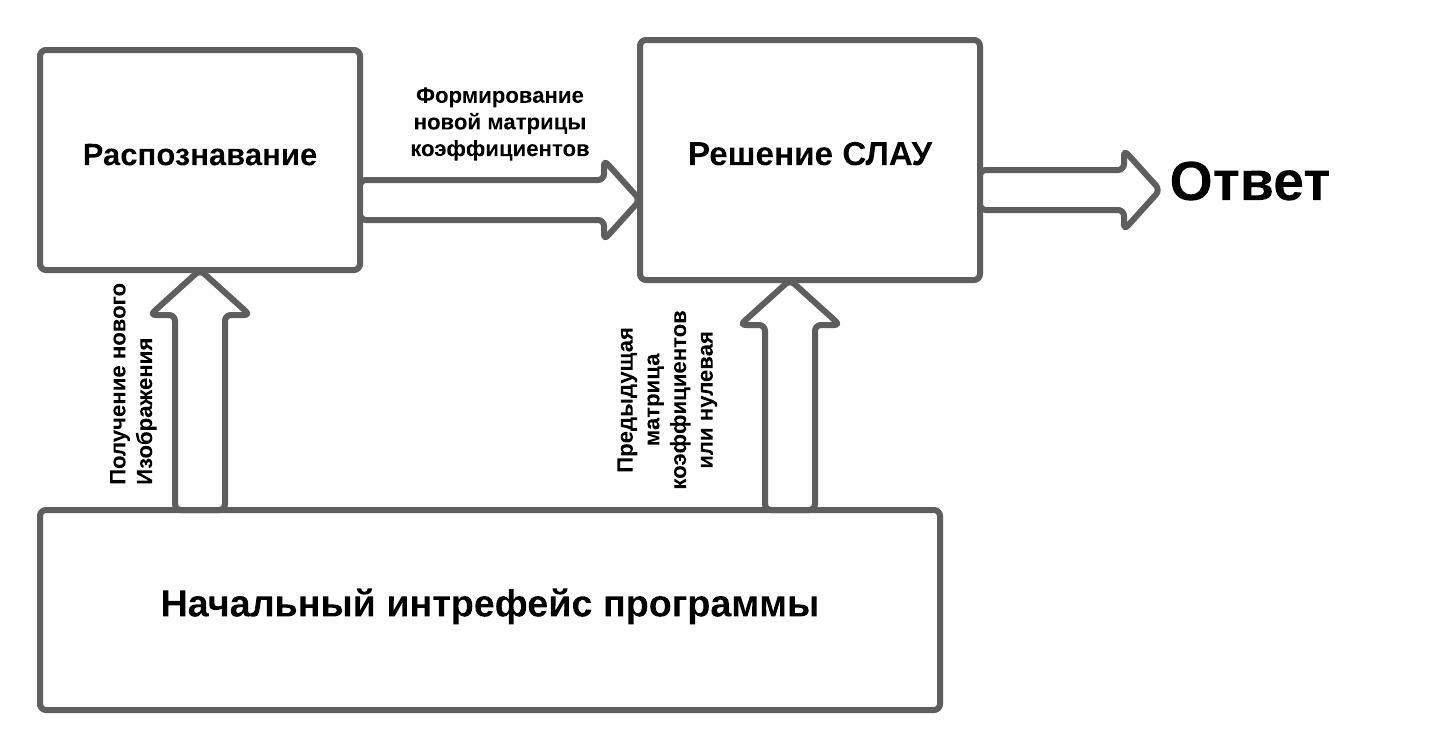 Распознавание
Формирование
новой матрицы
коэффициентов
Решение СЛАУ
Ответ
Получение нового
Изображения
Предыдущая
матрица
коэффициентов
или нулевая
Начальный интрефейс программы